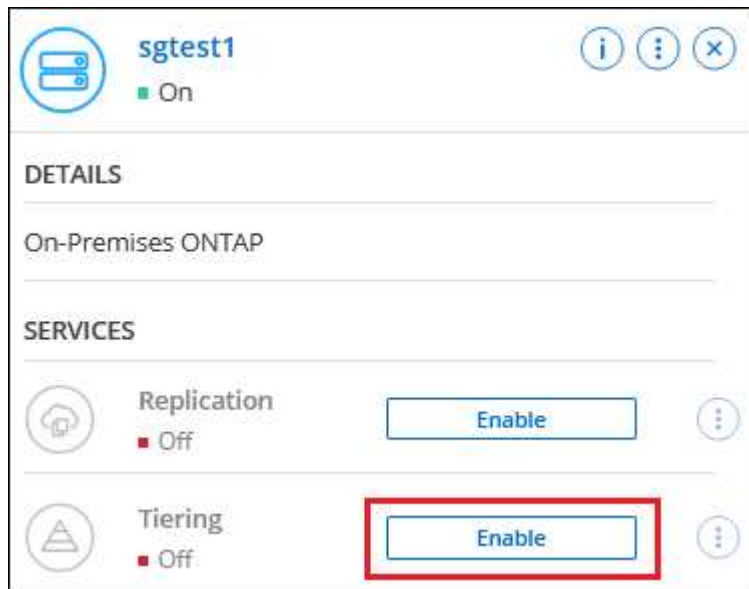 sgtest1
On
DETAILS
On-Premises ONTAP
SERVICES
Replication
Enable
Off
Tiering
Enable
Off